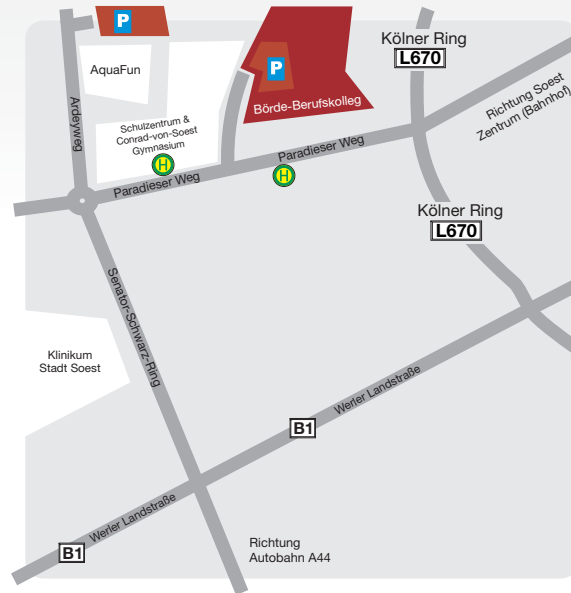 P
Kölner Ring
L670
AquaFun
P
Ardeyweg
Börde-Berufskolleg
Richtung Soest
Zentrum (Bahnhof)
Schulzentrum &
Conrad-von-Soest
Gymnasium
H
Paradieser Weg
H
Paradieser Weg
Kölner Ring
L670
Senator-Schwarz-Ring
Klinikum
Stadt Soest
Werler Landstraße
B1
Werler Landstraße
B1
Richtung
Autobahn A44